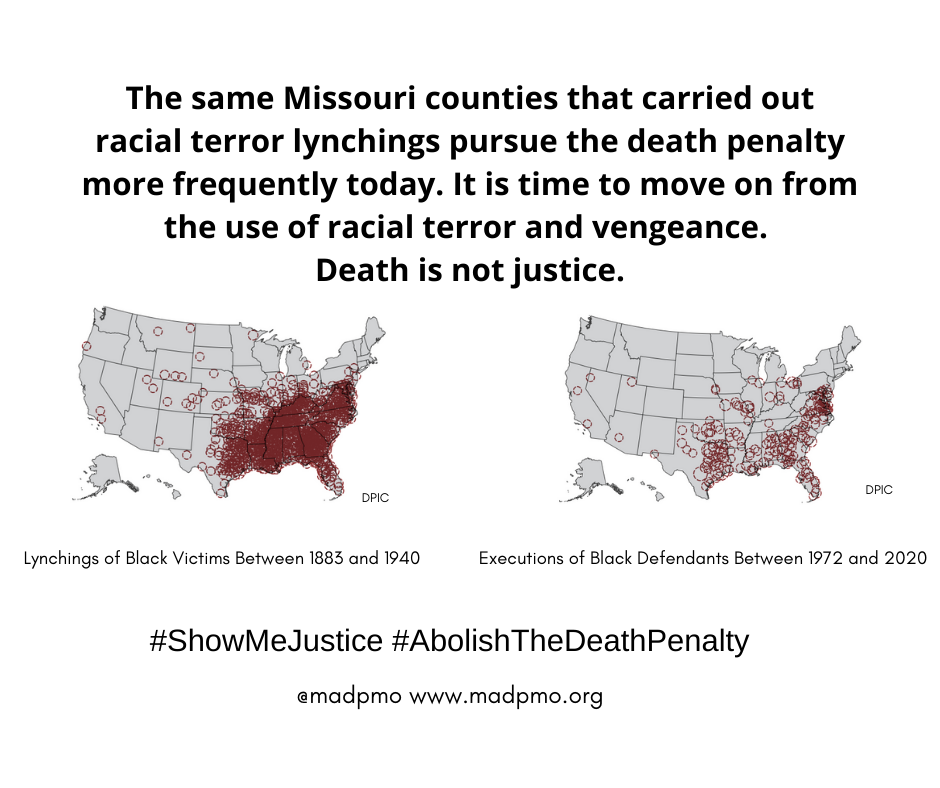 The same Missouri counties that carried out
racial terror lynchings pursue the death penalty
more frequently today. It is time to move on from
the use of racial terror and vengeance.
Death is not justice.
DPIC
DPIC
Lynchings of Black Victims Between 1883 and 1940
Executions of Black Defendants Between 1972 and 2020
#ShowMeJustice #AbolishTheDeathPenalty
@madpmo www.madpmo.org